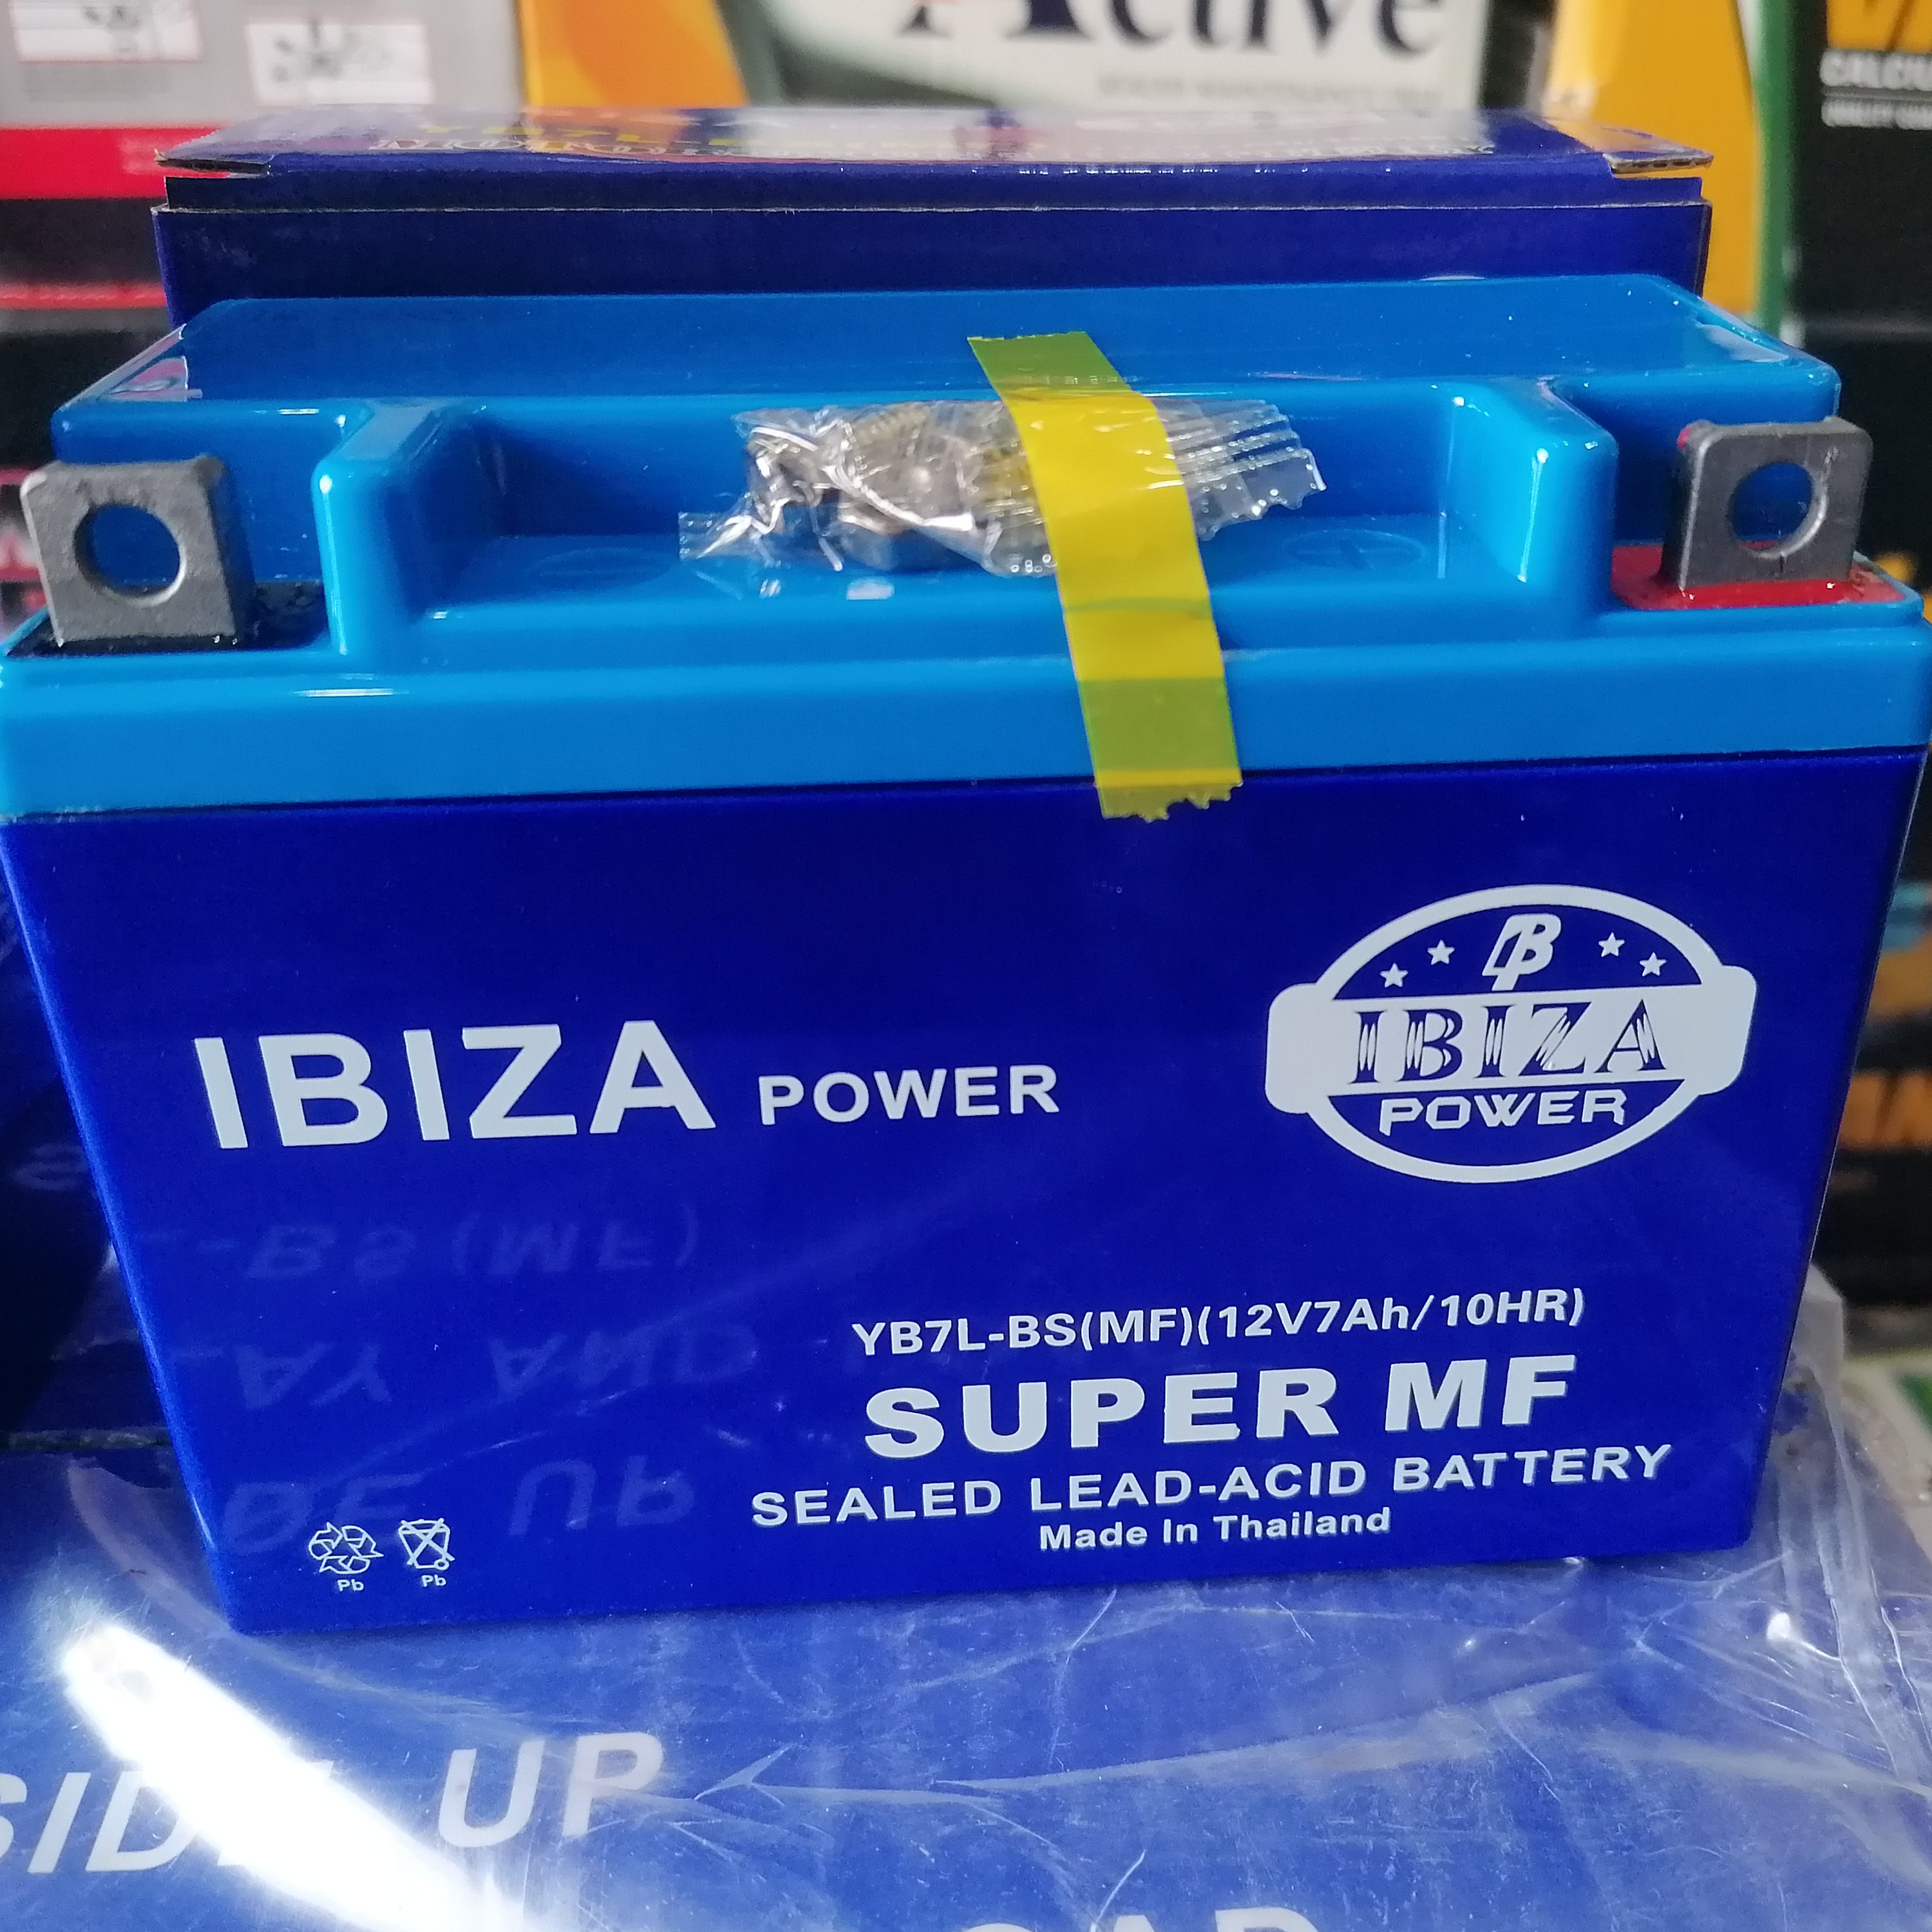 Active
IBIZA POWER
IBIZA
POWER
YB7L-BS(MF)(12V7Ah/10HR)
SUPER MF
SEALED LEAD-ACID BATTERY
Made In Thailand
Pb
Pb
UP